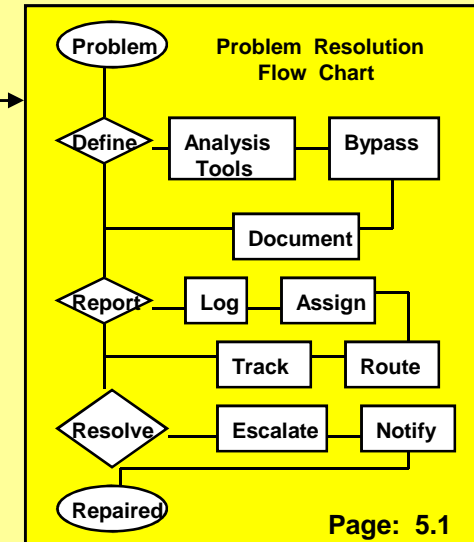 Problem
Problem Resolution
Flow Chart
Define
Analysis
Tools
Bypass
Document
Report
Log
Assign
Track
Route
Resolve
Escalate
Notify
Repaired
Page: 5.1